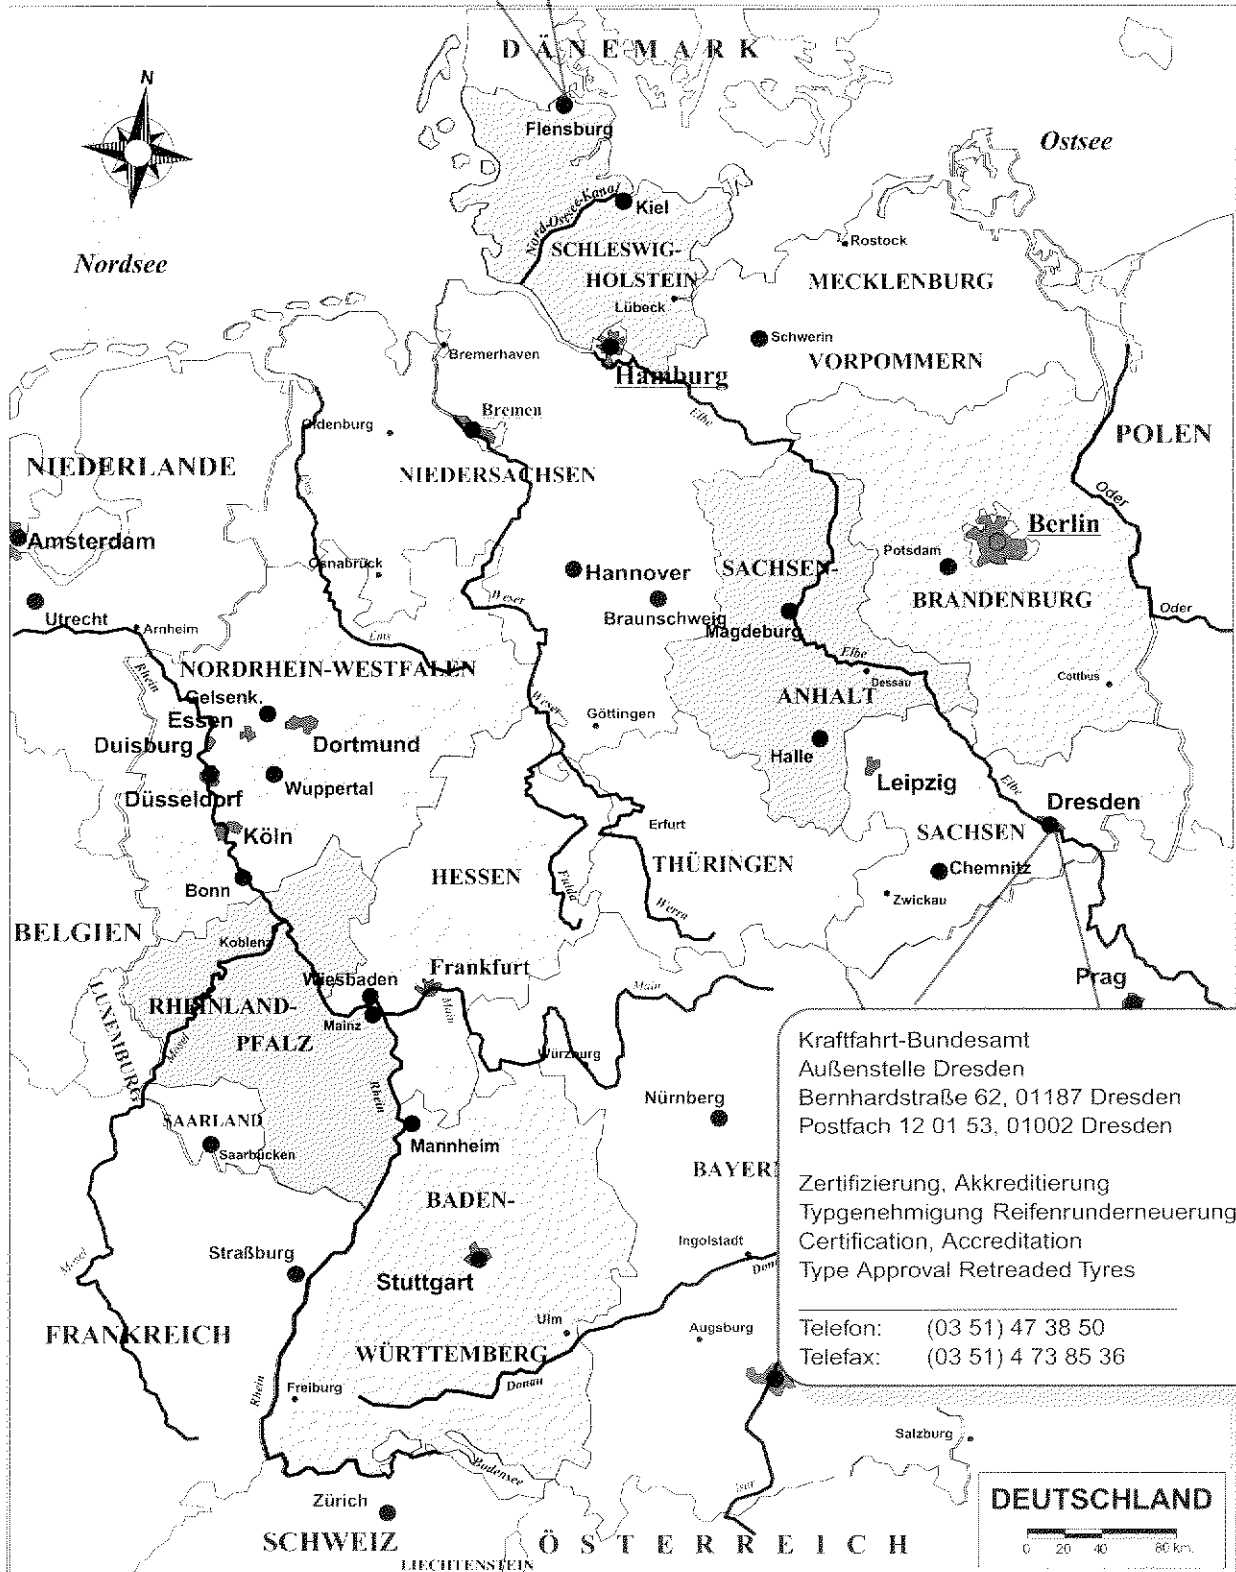 DÄNEMARK
N
Flensburg
Ostsee
Nord-Ostsee-Kanal
Kiel
Rostock
SCHLESWIG-
HOLSTEIN
Nordsee
MECKLENBURG
Lübeck
Schwerin
Bremerhaven
VORPOMMERN
Hamburg
Elbe
Bremen
Oldenburg
POLEN
NIEDERLANDE
NIEDERSACHSEN
Oder
Berlin
Amsterdam
Potsdam
Osnabrück
Hannover
SACHSEN-
Weser
BRANDENBURG
Utrecht
Braunschweig
Oder
Arnheim
Magdeburg
Ems
Elbe
Rhein
NORDRHEIN-WESTFALEN
Dessau
Cottbus
Gelsenk.
Weser
ANHALT
Essen
Göttingen
Duisburg
Dortmund
Halle
Düsseldorf
Wuppertal
Leipzig
Elbe
Dresden
Köln
Erfurt
SACHSEN
HESSEN
THÜRINGEN
Chemnitz
Bonn
Fulda
Zwickau
Werra
BELGIEN
Koblenz
Wiesbaden
Frankfurt
Prag
LUXEMBURG
RHEINLAND-
PFALZ
Mainz
Main
Main
Mosel
Würzburg
Rhein
Nürnberg
SAARLAND
Saarbücken
Mannheim
BAYER
BADEN-
Straßburg
Ingolstadt
Mosel
Stuttgart
Ulm
Augsburg
FRANKREICH
WÜRTTEMBERG
Rhein
Freiburg
Donau
Kraftfahrt-Bundesamt
Außenstelle Dresden
Bernhardstraße 62, 01187 Dresden
Postfach 12 01 53, 01002 Dresden
Zertifizierung, Akkreditierung
Typgenehmigung Reifenrunderneuerung
Certification, Accreditation
Type Approval Retreaded Tyres
Telefon: (03 51) 47 38 50
Telefax: (03 51) 4 73 85 36
Salzburg
Bodensee
Isar
Zürich
SCHWEIZ
LIECHTENSTEIN
ÖSTERREICH
DEUTSCHLAND
0 20 40 80 km.